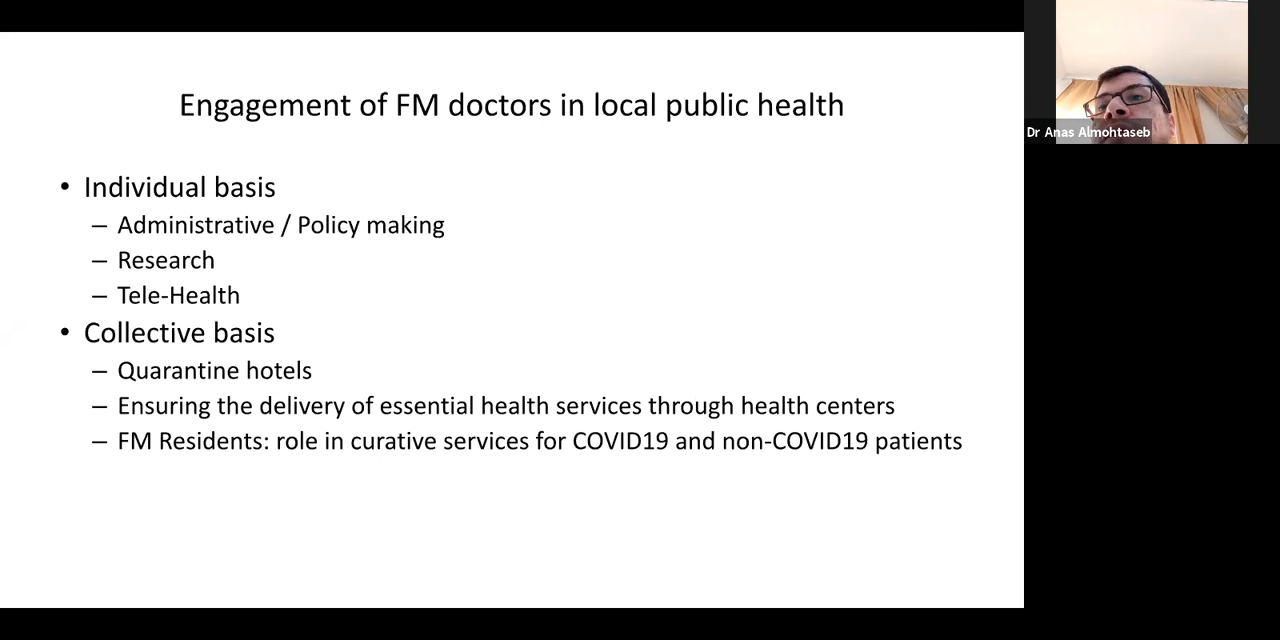 Engagement of FM doctors in local public health
• Individual basis
– Administrative / Policy making
– Research
– Tele-Health
• Collective basis
– Quarantine hotels
– Ensuring the delivery of essential health services through health centers
– FM Residents: role in curative services for COVID19 and non-COVID19 patients
Dr Anas Almohtaseb